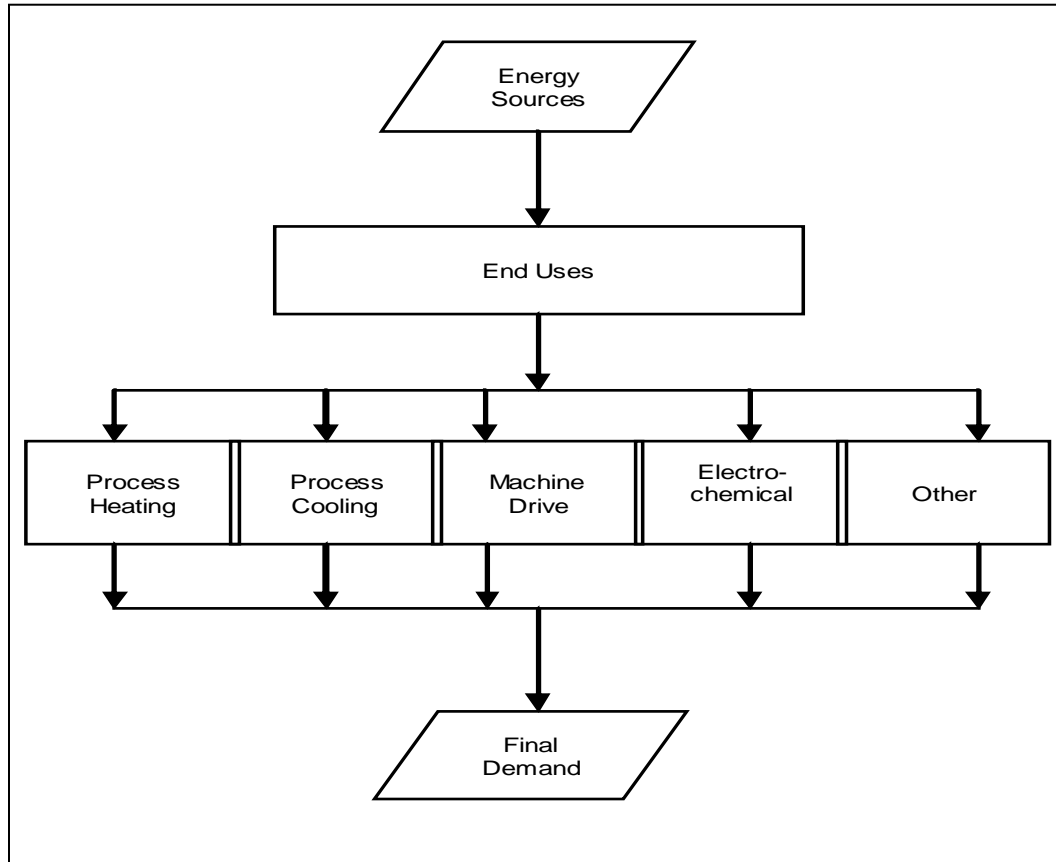 Energy
Sources
End Uses
Process
Heating
Process
Cooling
Machine
Drive
Electro-
chemical
Other
Final
Demand